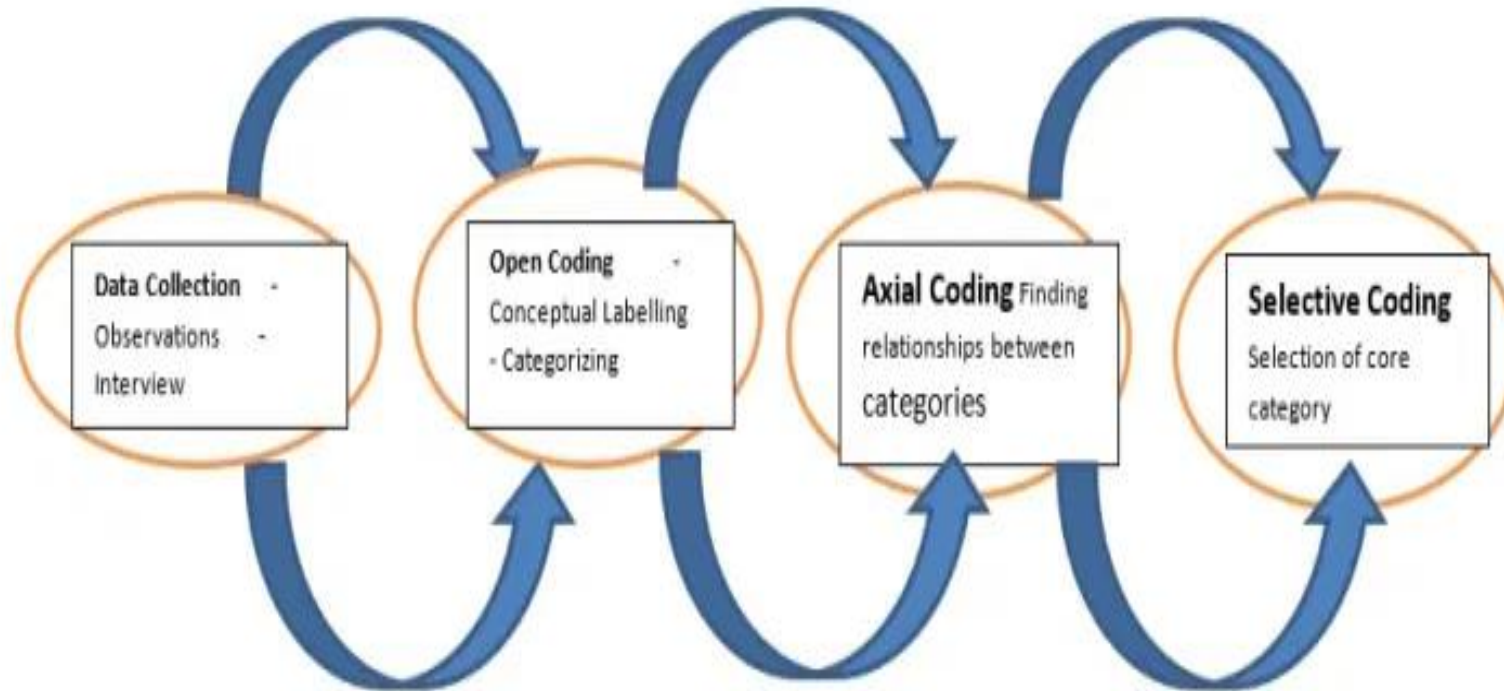 Data Collection -
Observations -
Interview
Open Coding -
Conceptual Labelling
- Categorizing
Axial Coding Finding
relationships between
categories
Selective Coding
Selection of core
category